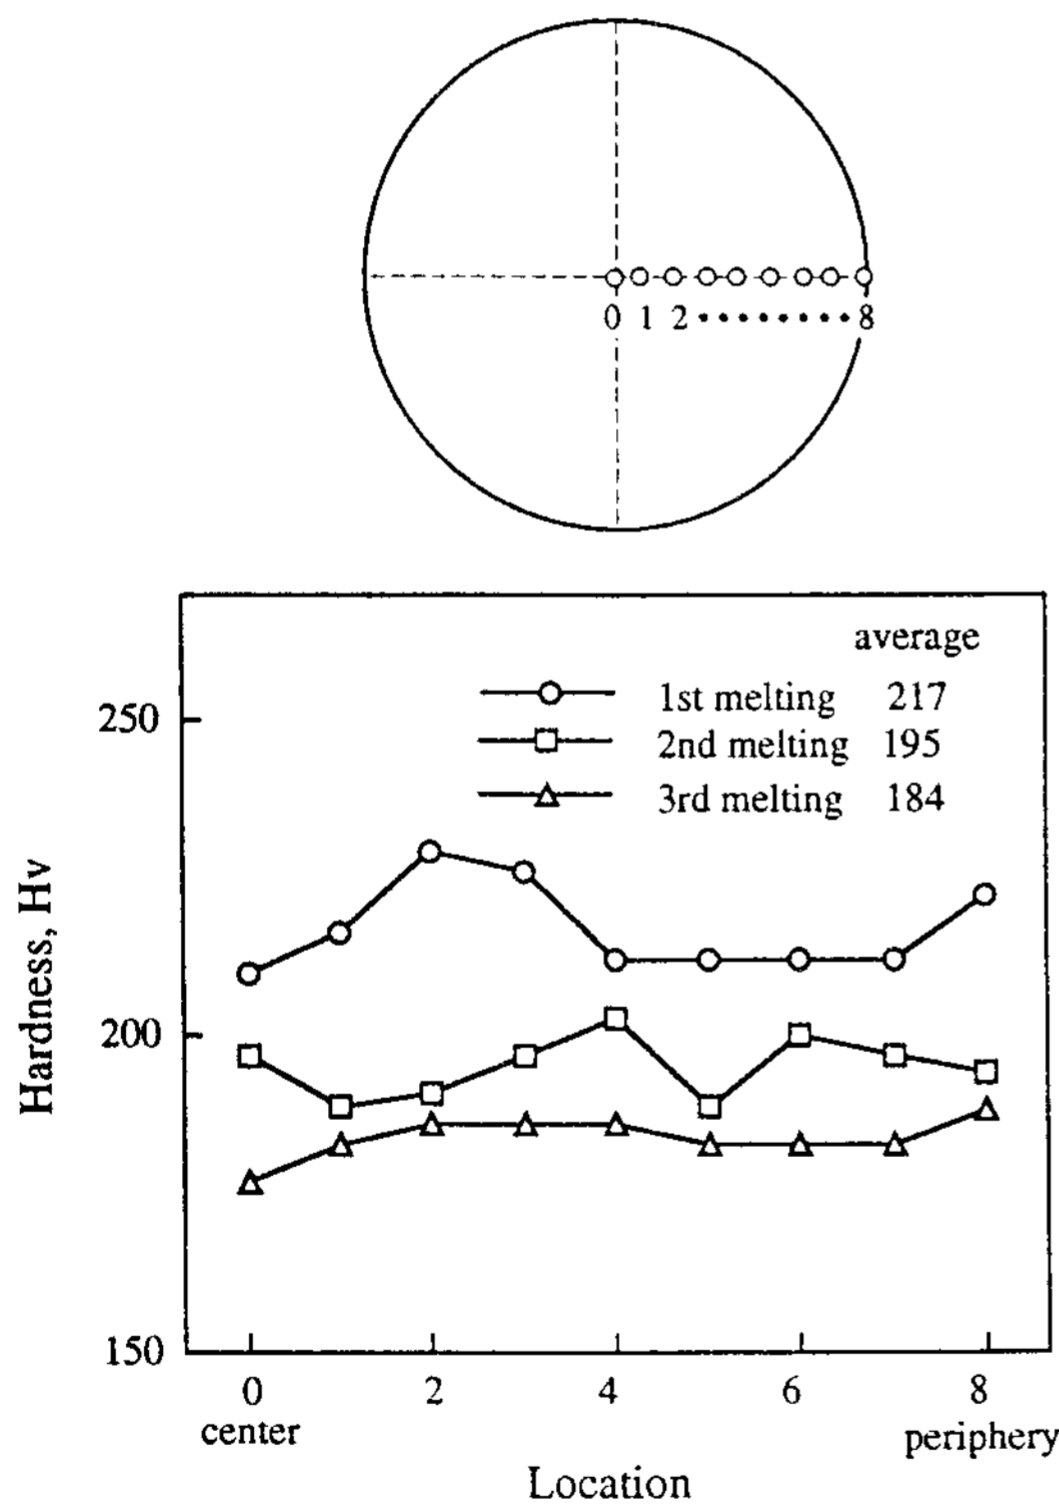 0 1 2 • • • • • • • • 8
average
1st melting 217
2nd melting 195
3rd melting 184
250
200
150
Hardness, Hv
0 2 4 6 8
center periphery
Location